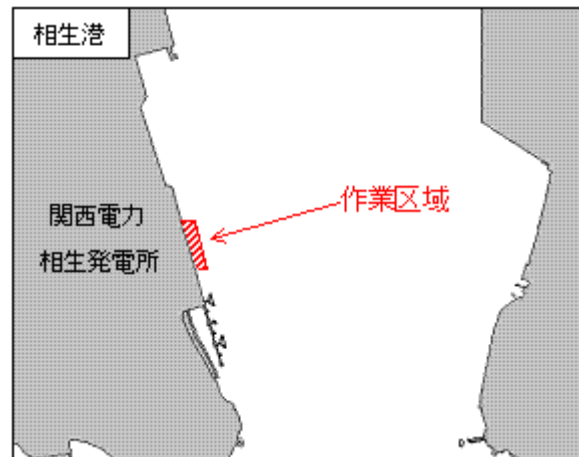 相生港
作業区域
関西電力
相生発電所